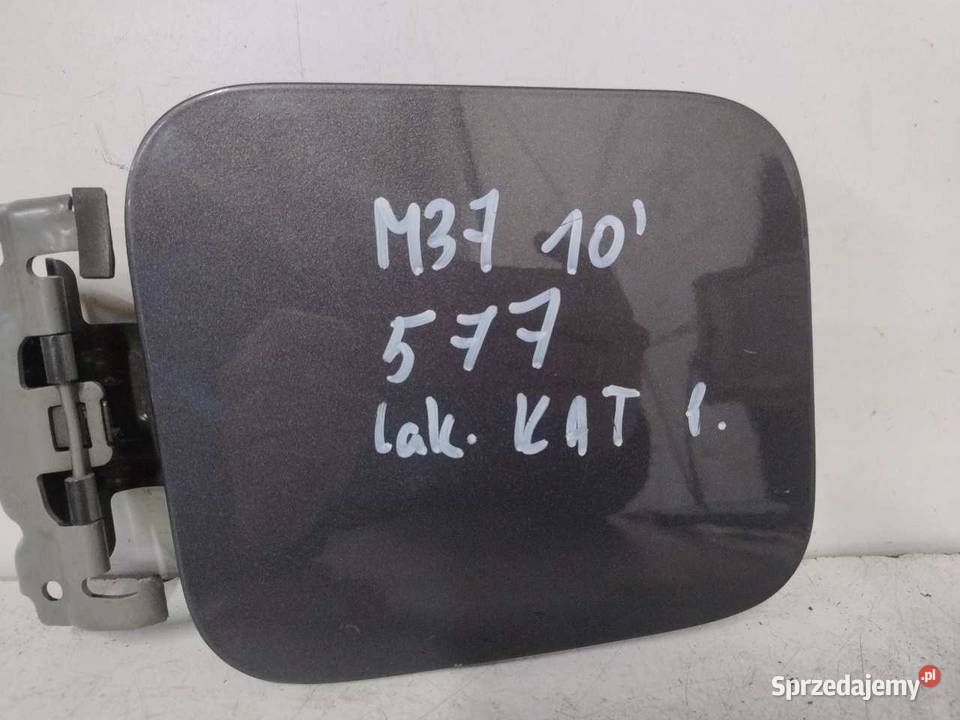 M37 10'
577
lak. KAT 1.
Sprzedajemy.pl